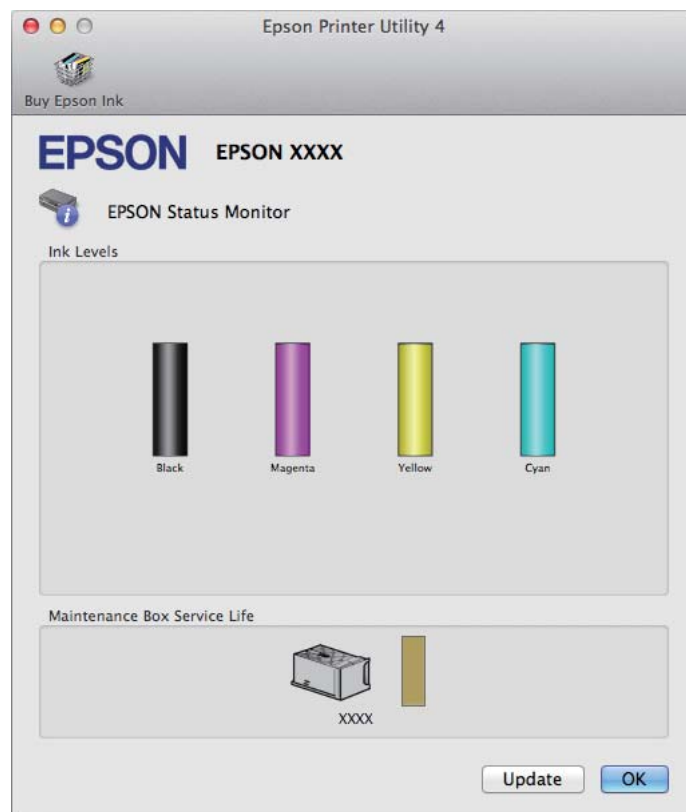 Epson Printer Utility 4
Buy Epson Ink
EPSON EPSON XXXX
EPSON Status Monitor
Ink Levels
Black Magenta Yellow Cyan
Maintenance Box Service Life
XXXX
Update OK